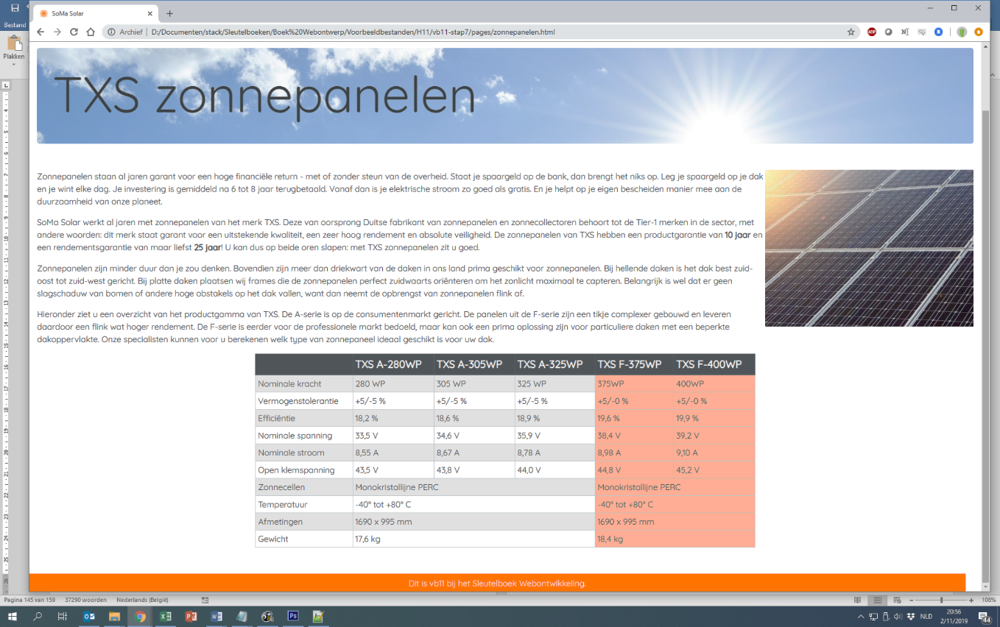 Bestand
Plakken
SoMa Solar
Archief | D:/Documenten/stack/Sleutelboeken/Boek%20Webontwerp/Voorbeeldbestanden/H11/vb11-stap7/pages/zonnepanelen.html
ABP
TXS zonnepanelen
Zonnepanelen staan al jaren garant voor een hoge financiële return - met of zonder steun van de overheid. Staat je spaargeld op de bank, dan brengt het niks op. Leg je spaargeld op je dak
en je wint elke dag. Je investering is gemiddeld na 6 tot 8 jaar terugbetaald. Vanaf dan is je elektrische stroom zo goed als gratis. En je helpt op je eigen bescheiden manier mee aan de
duurzaamheid van onze planeet.
SoMa Solar werkt al jaren met zonnepanelen van het merk TXS. Deze van oorsprong Duitse fabrikant van zonnepanelen en zonnecollectoren behoort tot de Tier-1 merken in de sector, met
andere woorden: dit merk staat garant voor een uitstekende kwaliteit, een zeer hoog rendement en absolute veiligheid. De zonnepanelen van TXS hebben een productgarantie van 10 jaar en
een rendementsgarantie van maar liefst 25 jaar! U kan dus op beide oren slapen: met TXS zonnepanelen zit u goed.
Zonnepanelen zijn minder duur dan je zou denken. Bovendien zijn meer dan driekwart van de daken in ons land prima geschikt voor zonnepanelen. Bij hellende daken is het dak best zuid-
oost tot zuid-west gericht. Bij platte daken plaatsen wij frames die de zonnepanelen perfect zuidwaarts oriënteren om het zonlicht maximaal te capteren. Belangrijk is wel dat er geen
slagschaduw van bomen of andere hoge obstakels op het dak vallen, want dan neemt de opbrengst van zonnepanelen flink af.
Hieronder ziet u een overzicht van het productgamma van TXS. De A-serie is op de consumentenmarkt gericht. De panelen uit de F-serie zijn een tikje complexer gebouwd en leveren
daardoor een flink wat hoger rendement. De F-serie is eerder voor de professionele markt bedoeld, maar kan ook een prima oplossing zijn voor particuliere daken met een beperkte
dakoppervlakte. Onze specialisten kunnen voor u berekenen welk type van zonnepaneel ideaal geschikt is voor uw dak.
TXS A-280WP TXS A-305WP TXS A-325WP TXS F-375WP TXS F-400WP
Nominale kracht 280 WP 305 WP 325 WP 375WP 400WP
Vermogenstolerantie +5/-5 % +5/-5 % +5/-5 % +5/-0 % +5/-0 %
Efficiëntie 18,2 % 18,6 % 18,9 % 19,6 % 19,9 %
Nominale spanning 33,5 V 34,6 V 35,9 V 38,4 V 39,2 V
Nominale stroom 8,55 A 8,67 A 8,78 A 8,98 A 9,10 A
Open klemspanning 43,5 V 43,8 V 44,0 V 44,8 V 45,2 V
Zonnecellen Monokristallijne PERC Monokristallijne PERC
Temperatuur -40° tot +80° C -40° tot +80° C
Afmetingen 1690 x 995 mm 1690 x 995 mm
Gewicht 17,6 kg 18,4 kg
Dit is vb11 bij het Sleutelboek Webontwikkeling.
Pagina 145 van 159 37290 woorden Nederlands (België) 108%
NLD 20:56
2/11/2019
44